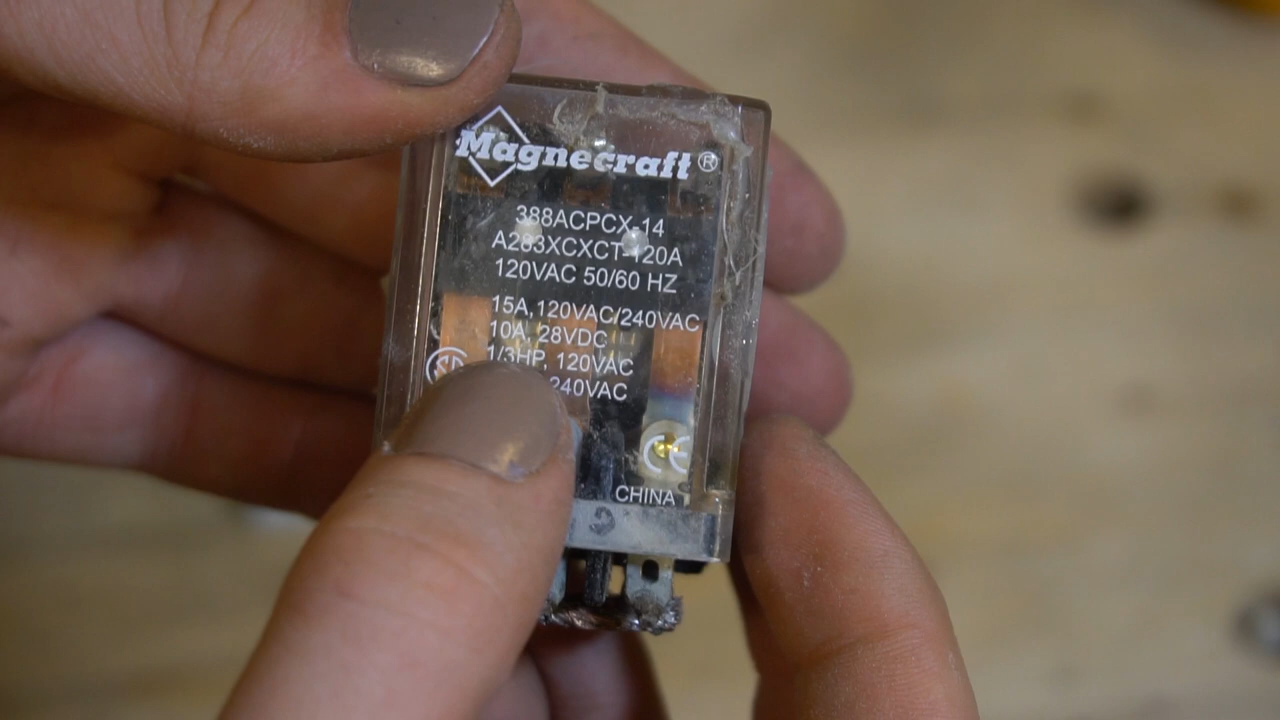 Magnecraft®
388ACPCX-14
A283XCXCT-120A
120VAC 50/60 HZ
15A,120VAC/240VAC
10A, 28VDC
1/3HP, 120VAC
240VAC
CE
CHINA